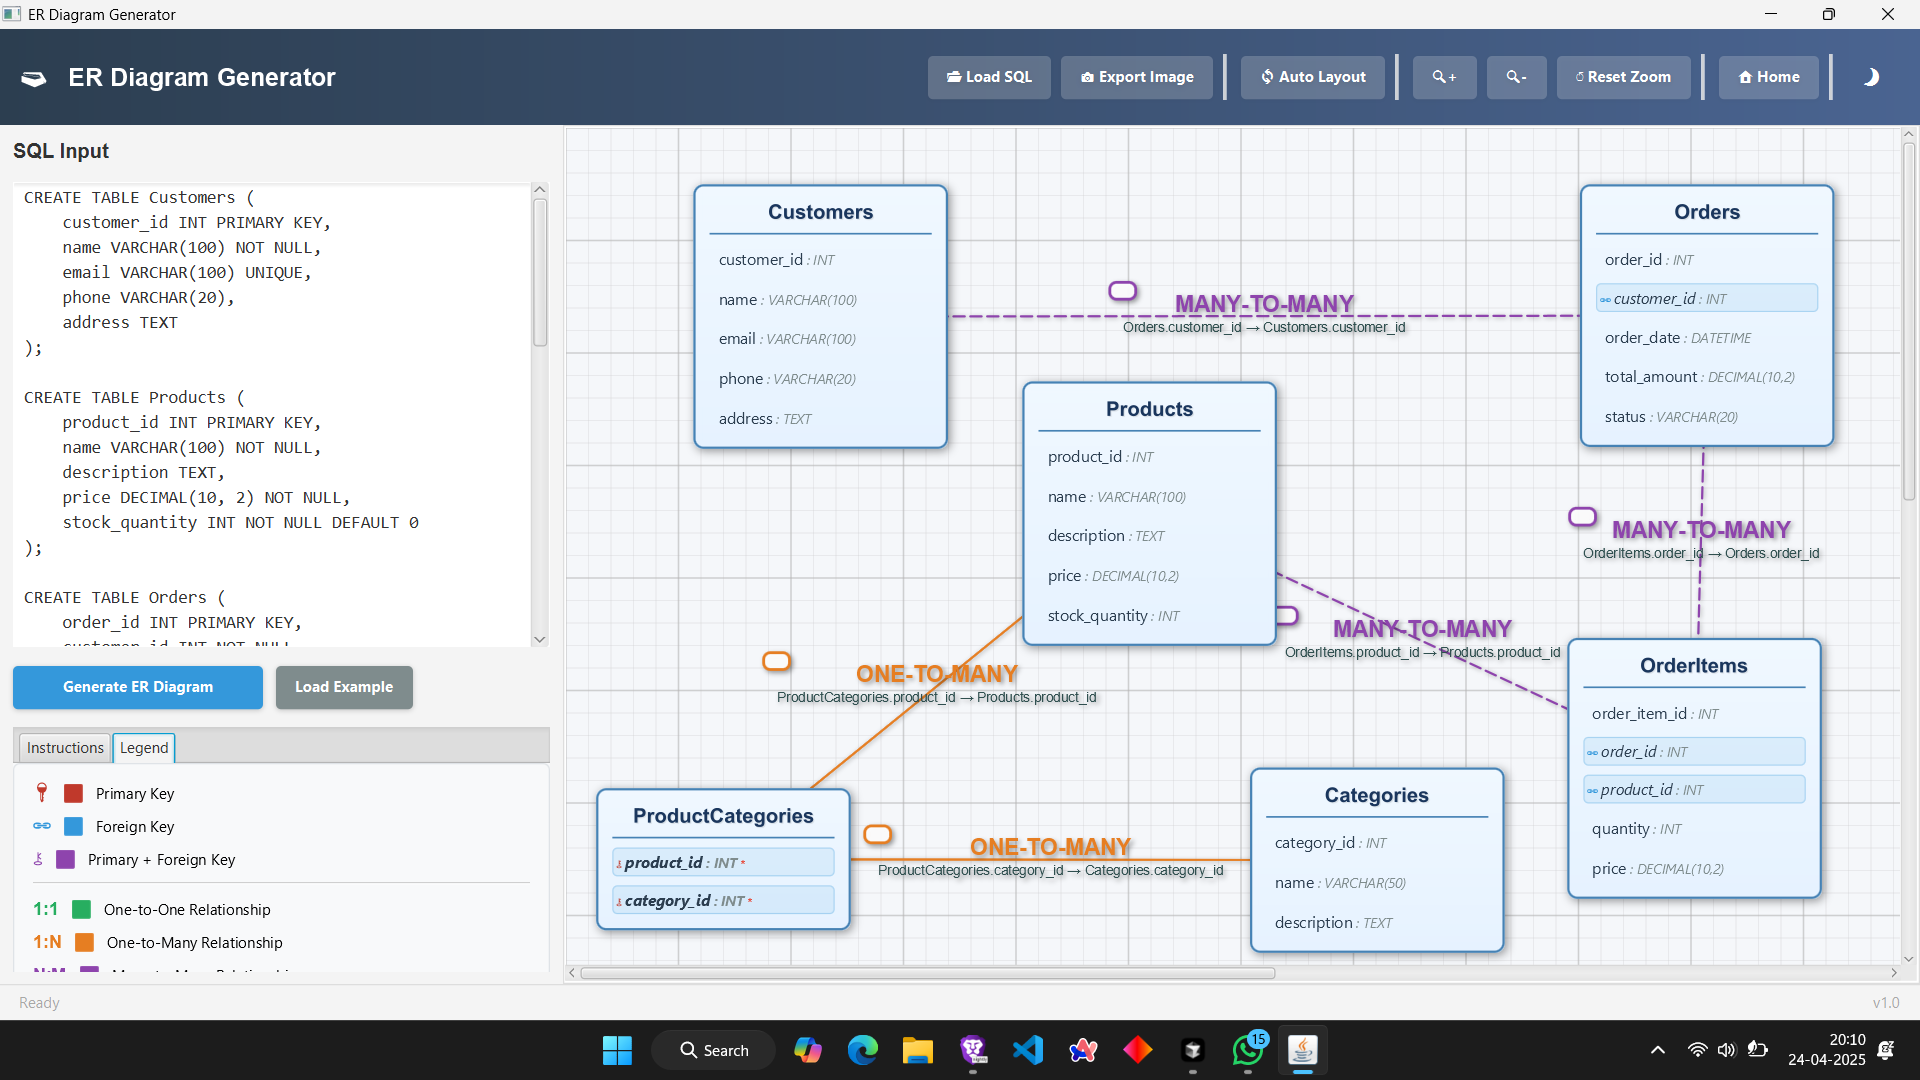 ER Diagram Generator
ER Diagram Generator
Load SQL
Export Image
Auto Layout
+
-
Reset Zoom
Home
SQL Input
CREATE TABLE Customers (
customer_id INT PRIMARY KEY,
name VARCHAR(100) NOT NULL,
email VARCHAR(100) UNIQUE,
phone VARCHAR(20),
address TEXT
);
CREATE TABLE Products (
product_id INT PRIMARY KEY,
name VARCHAR(100) NOT NULL,
description TEXT,
price DECIMAL(10, 2) NOT NULL,
stock_quantity INT NOT NULL DEFAULT 0
);
CREATE TABLE Orders (
order_id INT PRIMARY KEY,
Generate ER Diagram
Load Example
Instructions
Legend
Primary Key
Foreign Key
Primary + Foreign Key
1:1 One-to-One Relationship
1:N One-to-Many Relationship
Customers
customer_id : INT
name : VARCHAR(100)
email : VARCHAR(100)
phone : VARCHAR(20)
address : TEXT
MANY-TO-MANY
Orders.customer_id → Customers.customer_id
Orders
order_id : INT
customer_id : INT
order_date : DATETIME
total_amount : DECIMAL(10,2)
status : VARCHAR(20)
Products
product_id : INT
name : VARCHAR(100)
description : TEXT
price : DECIMAL(10,2)
stock_quantity : INT
MANY-TO-MANY
OrderItems.order_id → Orders.order_id
MANY-TO-MANY
OrderItems.product_id → Products.product_id
ONE-TO-MANY
ProductCategories.product_id → Products.product_id
OrderItems
order_item_id : INT
order_id : INT
product_id : INT
quantity : INT
price : DECIMAL(10,2)
ProductCategories
product_id : INT *
category_id : INT *
ONE-TO-MANY
ProductCategories.category_id → Categories.category_id
Categories
category_id : INT
name : VARCHAR(50)
description : TEXT
Ready
v1.0
Search
15
20:10
24-04-2025